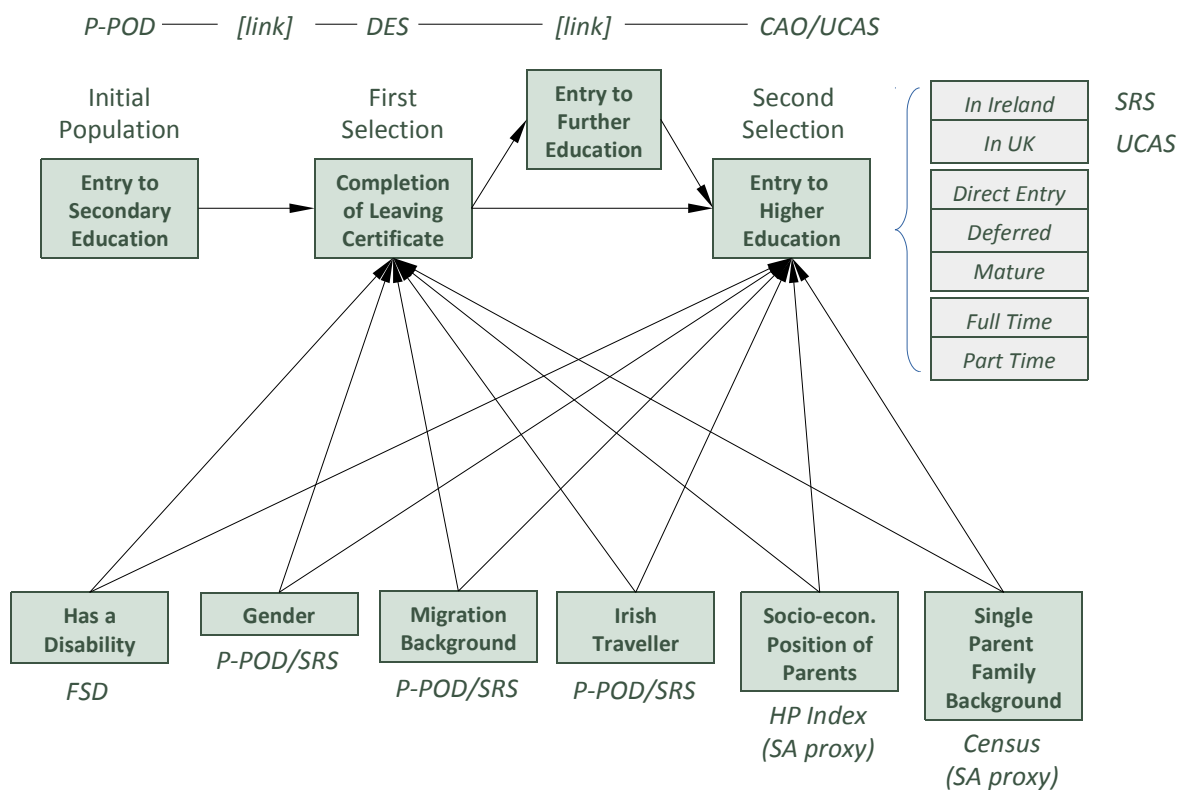 P-POD [link] DES [link] CAO/UCAS
Initial
Population
First
Selection
Entry to
Further
Education
Second
Selection
Entry to
Secondary
Education
Completion
of Leaving
Certificate
Entry to
Higher
Education
In Ireland
SRS
In UK
UCAS
Direct Entry
Deferred
Mature
Full Time
Part Time
Has a
Disability
FSD
Gender
P-POD/SRS
Migration
Background
P-POD/SRS
Irish
Traveller
P-POD/SRS
Socio-econ.
Position of
Parents
HP Index
(SA proxy)
Single
Parent
Family
Background
Census
(SA proxy)